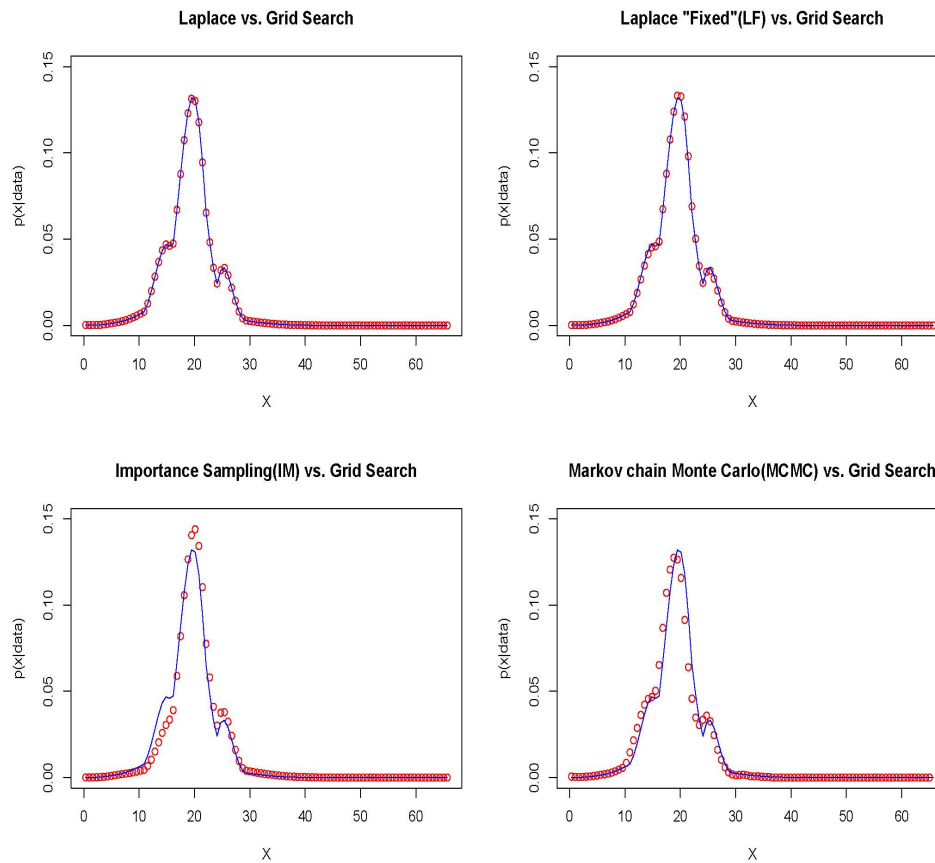 Laplace vs. Grid Search
p(x|data)
0.15
0.10
0.05
0.00
0 10 20 30 40 50 60
X
Laplace "Fixed"(LF) vs. Grid Search
p(x|data)
0.15
0.10
0.05
0.00
0 10 20 30 40 50 60
X
Importance Sampling(IM) vs. Grid Search
p(x|data)
0.15
0.10
0.05
0.00
0 10 20 30 40 50 60
X
Markov chain Monte Carlo(MCMC) vs. Grid Search
p(x|data)
0.15
0.10
0.05
0.00
0 10 20 30 40 50 60
X